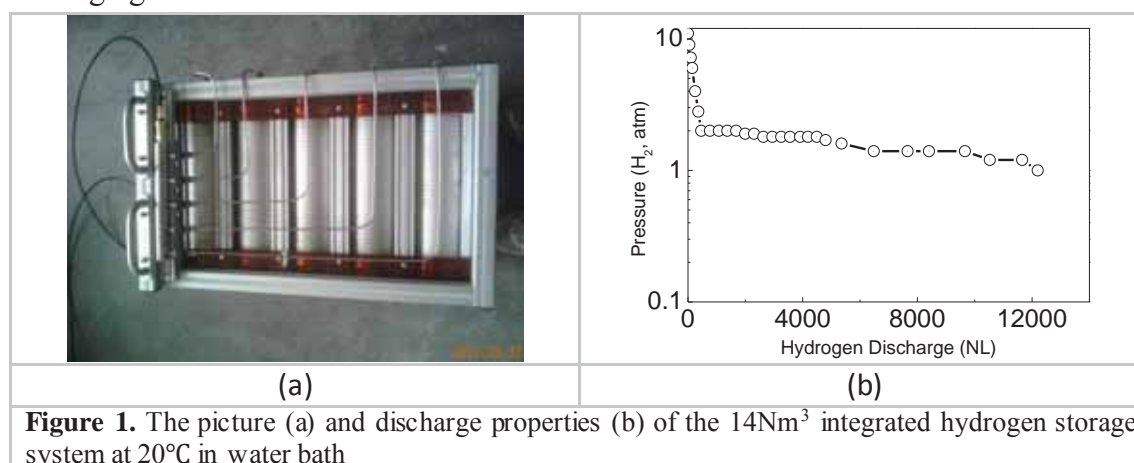 10
1
0.1
0
4000
8000
12000
Pressure (H₂, atm)
Hydrogen Discharge (NL)
(a)
(b)
Figure 1. The picture (a) and discharge properties (b) of the 14Nm³ integrated hydrogen storage
system at 20℃ in water bath